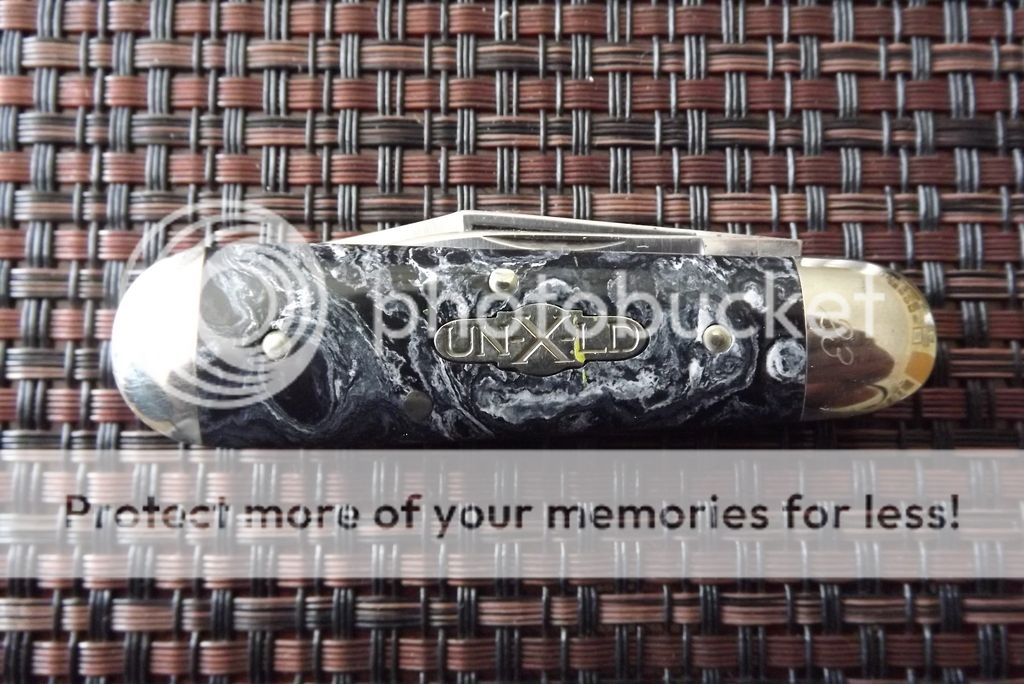 photobucket
UN-X-LD
Protect more of your memories for less!